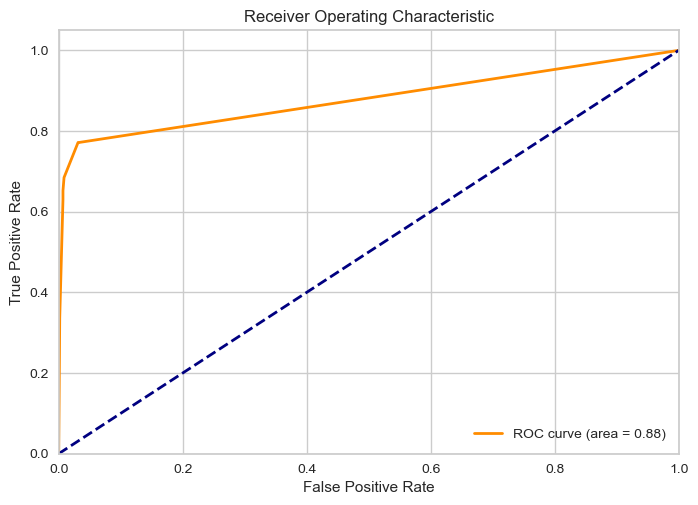 Receiver Operating Characteristic
True Positive Rate
1.0
0.8
0.6
0.4
0.2
0.0
ROC curve (area = 0.88)
0.0 0.2 0.4 0.6 0.8 1.0
False Positive Rate